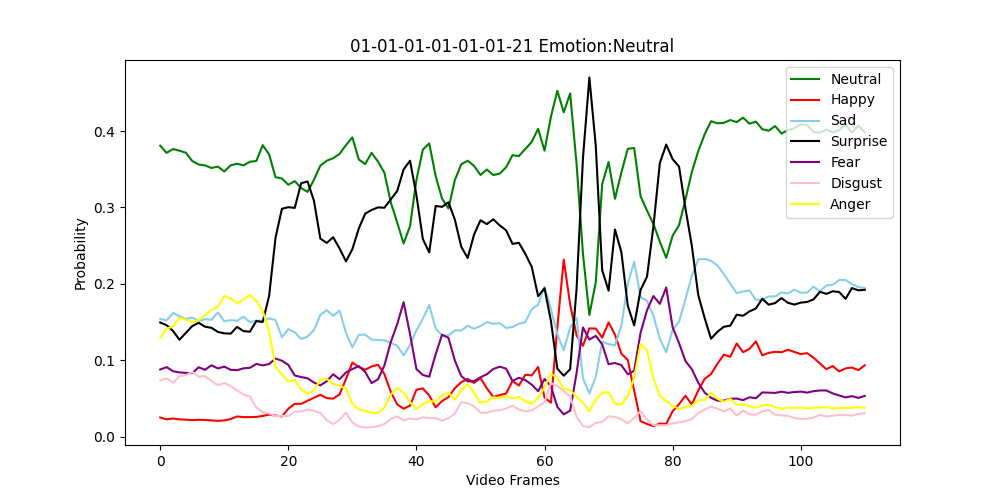 01-01-01-01-01-01-21 Emotion:Neutral
Neutral
Happy
Sad
Surprise
Fear
Disgust
Anger
Probability
0.4
0.3
0.2
0.1
0.0
0 20 40 60 80 100
Video Frames